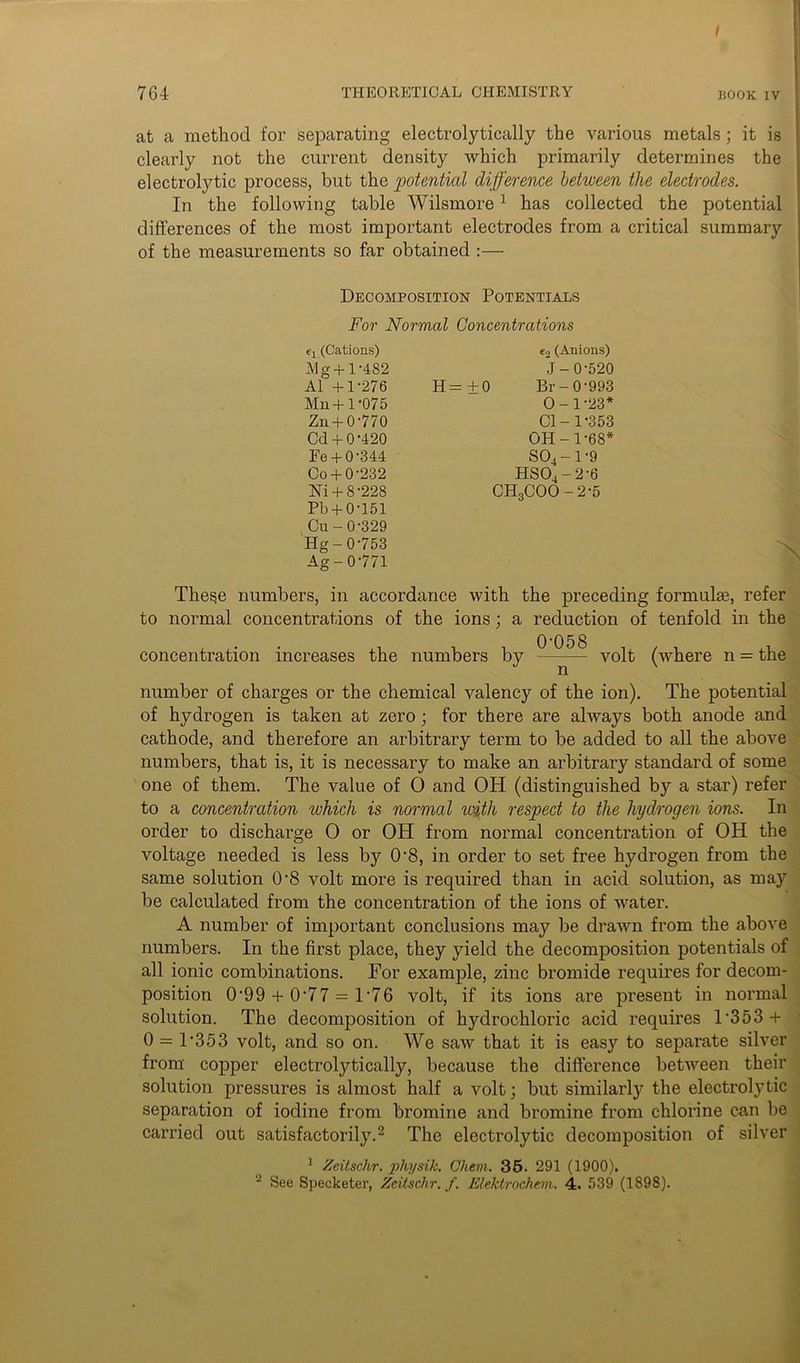 764 THEORETICAL CHEMISTRY BOOK IV
at a method for separating electrolytically the various metals; it is
clearly not the current density which primarily determines the
electrolytic process, but the potential difference between the electrodes.
In the following table Wilsmore 1 has collected the potential
differences of the most important electrodes from a critical summary
of the measurements so far obtained :—
Decomposition Potentials
For Normal Concentrations
ε1 (Cations) ε2 (Anions)
Mg + 1·482 J - 0·520
Al + 1·276 H = ±0 Br - 0·993
Mn + 1·075 O - 1·23*
Zn + 0·770 Cl - 1·353
Cd + 0·420 OH - 1·68*
Fe + 0·344 SO4 - 1·9
Co + 0·232 HSO4 - 2·6
Ni + 8·228 CH3COO - 2·5
Pb + 0·151
Cu - 0·329
Hg - 0·753
Ag - 0·771
These numbers, in accordance with the preceding formulæ, refer
to normal concentrations of the ions; a reduction of tenfold in the
concentration increases the numbers by 0·058/n volt (where n = the
number of charges or the chemical valency of the ion). The potential
of hydrogen is taken at zero; for there are always both anode and
cathode, and therefore an arbitrary term to be added to all the above
numbers, that is, it is necessary to make an arbitrary standard of some
one of them. The value of O and OH (distinguished by a star) refer
to a concentration which is normal with respect to the hydrogen ions. In
order to discharge O or OH from normal concentration of OH the
voltage needed is less by 0·8, in order to set free hydrogen from the
same solution 0·8 volt more is required than in acid solution, as may
be calculated from the concentration of the ions of water.
A number of important conclusions may be drawn from the above
numbers. In the first place, they yield the decomposition potentials of
all ionic combinations. For example, zinc bromide requires for decom-
position 0·99 + 0·77 = 1·76 volt, if its ions are present in normal
solution. The decomposition of hydrochloric acid requires 1·353 +
0 = 1·353 volt, and so on. We saw that it is easy to separate silver
from copper electrolytically, because the difference between their
solution pressures is almost half a volt; but similarly the electrolytic
separation of iodine from bromine and bromine from chlorine can be
carried out satisfactorily.2 The electrolytic decomposition of silver
1 Zeitschr. physik. Chem. 35. 291 (1900).
2 See Specketer, Zeitschr. f. Elektrochem. 4. 539 (1898).